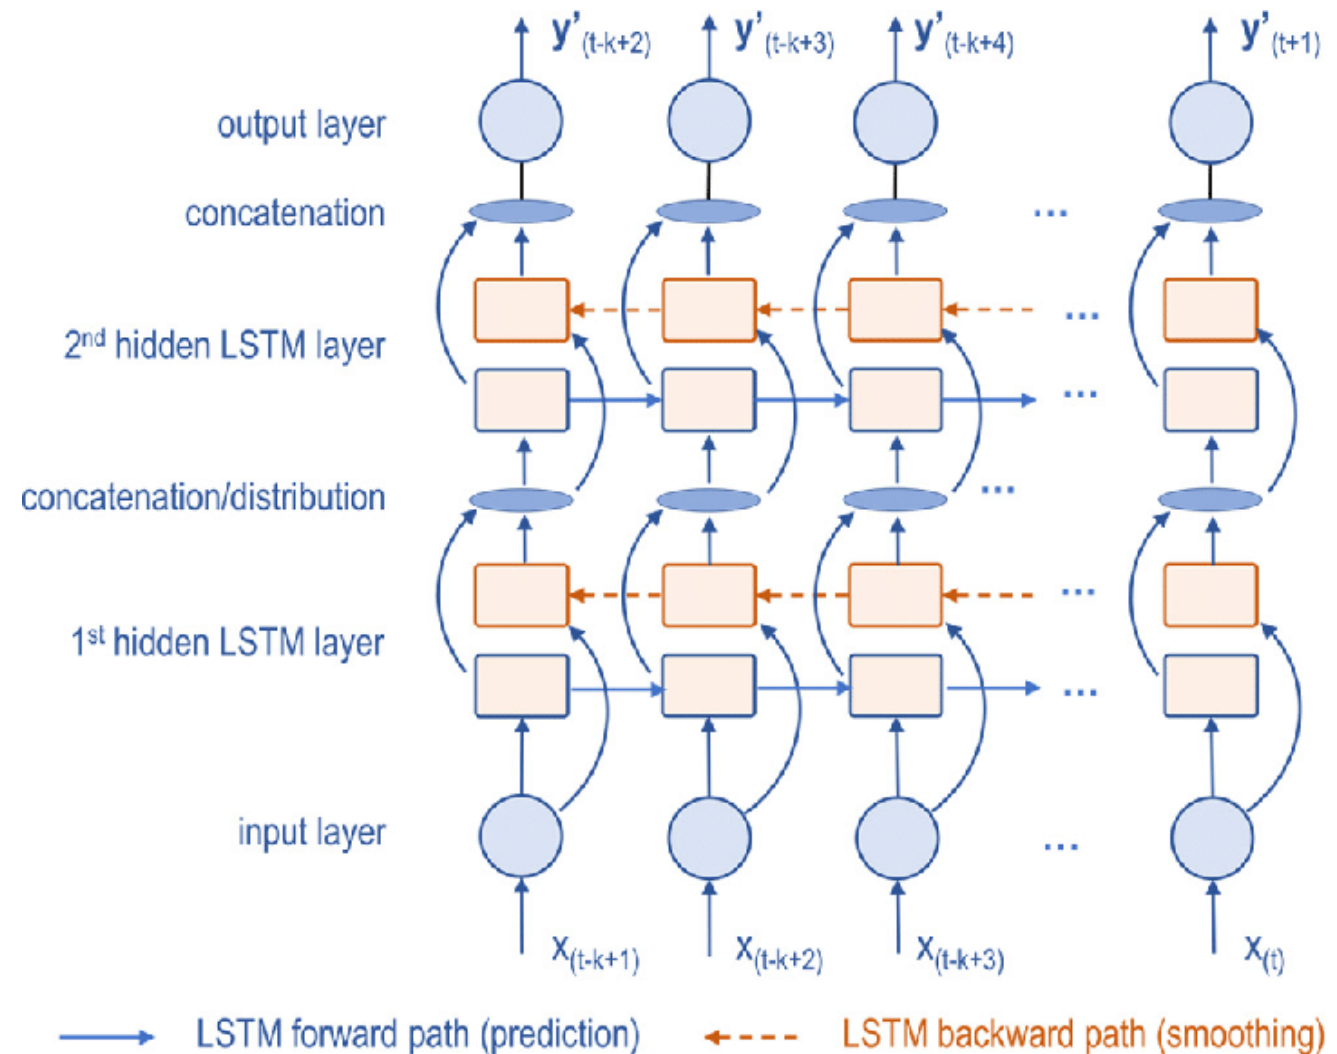 y'(t-k+2) y'(t-k+3) y'(t-k+4) y'(t+1)
output layer
concatenation
...
2nd hidden LSTM layer
...
...
concatenation/distribution
...
1st hidden LSTM layer
...
...
input layer
...
x(t-k+1) x(t-k+2) x(t-k+3) x(t)
LSTM forward path (prediction) LSTM backward path (smoothing)